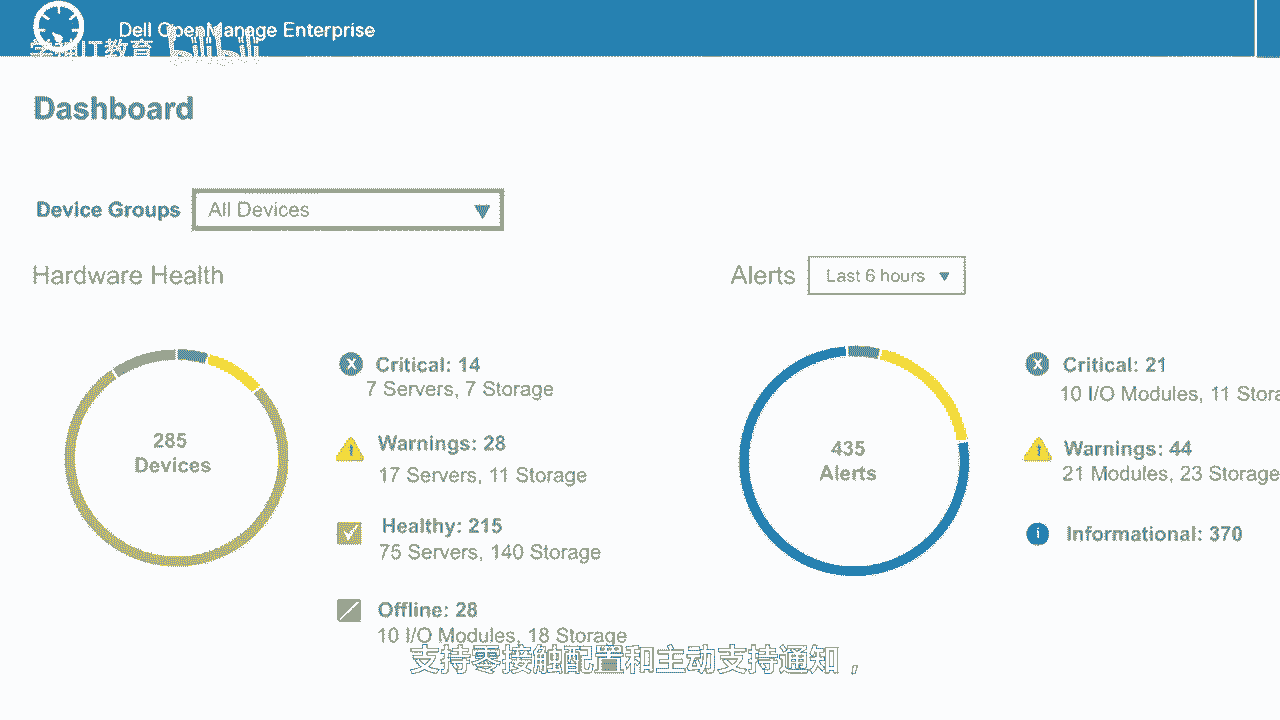 Dell OpenManage Enterprise
IT教育 bilibili
Dashboard
Device Groups All Devices
Hardware Health
Alerts Last 6 hours
285
Devices
Critical: 14
7 Servers, 7 Storage
Warnings: 28
17 Servers, 11 Storage
Healthy: 215
75 Servers, 140 Storage
Offline: 28
10 I/O Modules, 18 Storage
435
Alerts
Critical: 21
10 I/O Modules, 11 Stora
Warnings: 44
21 Modules, 23 Storage
Informational: 370
支持零接触配置和主动支持通知，